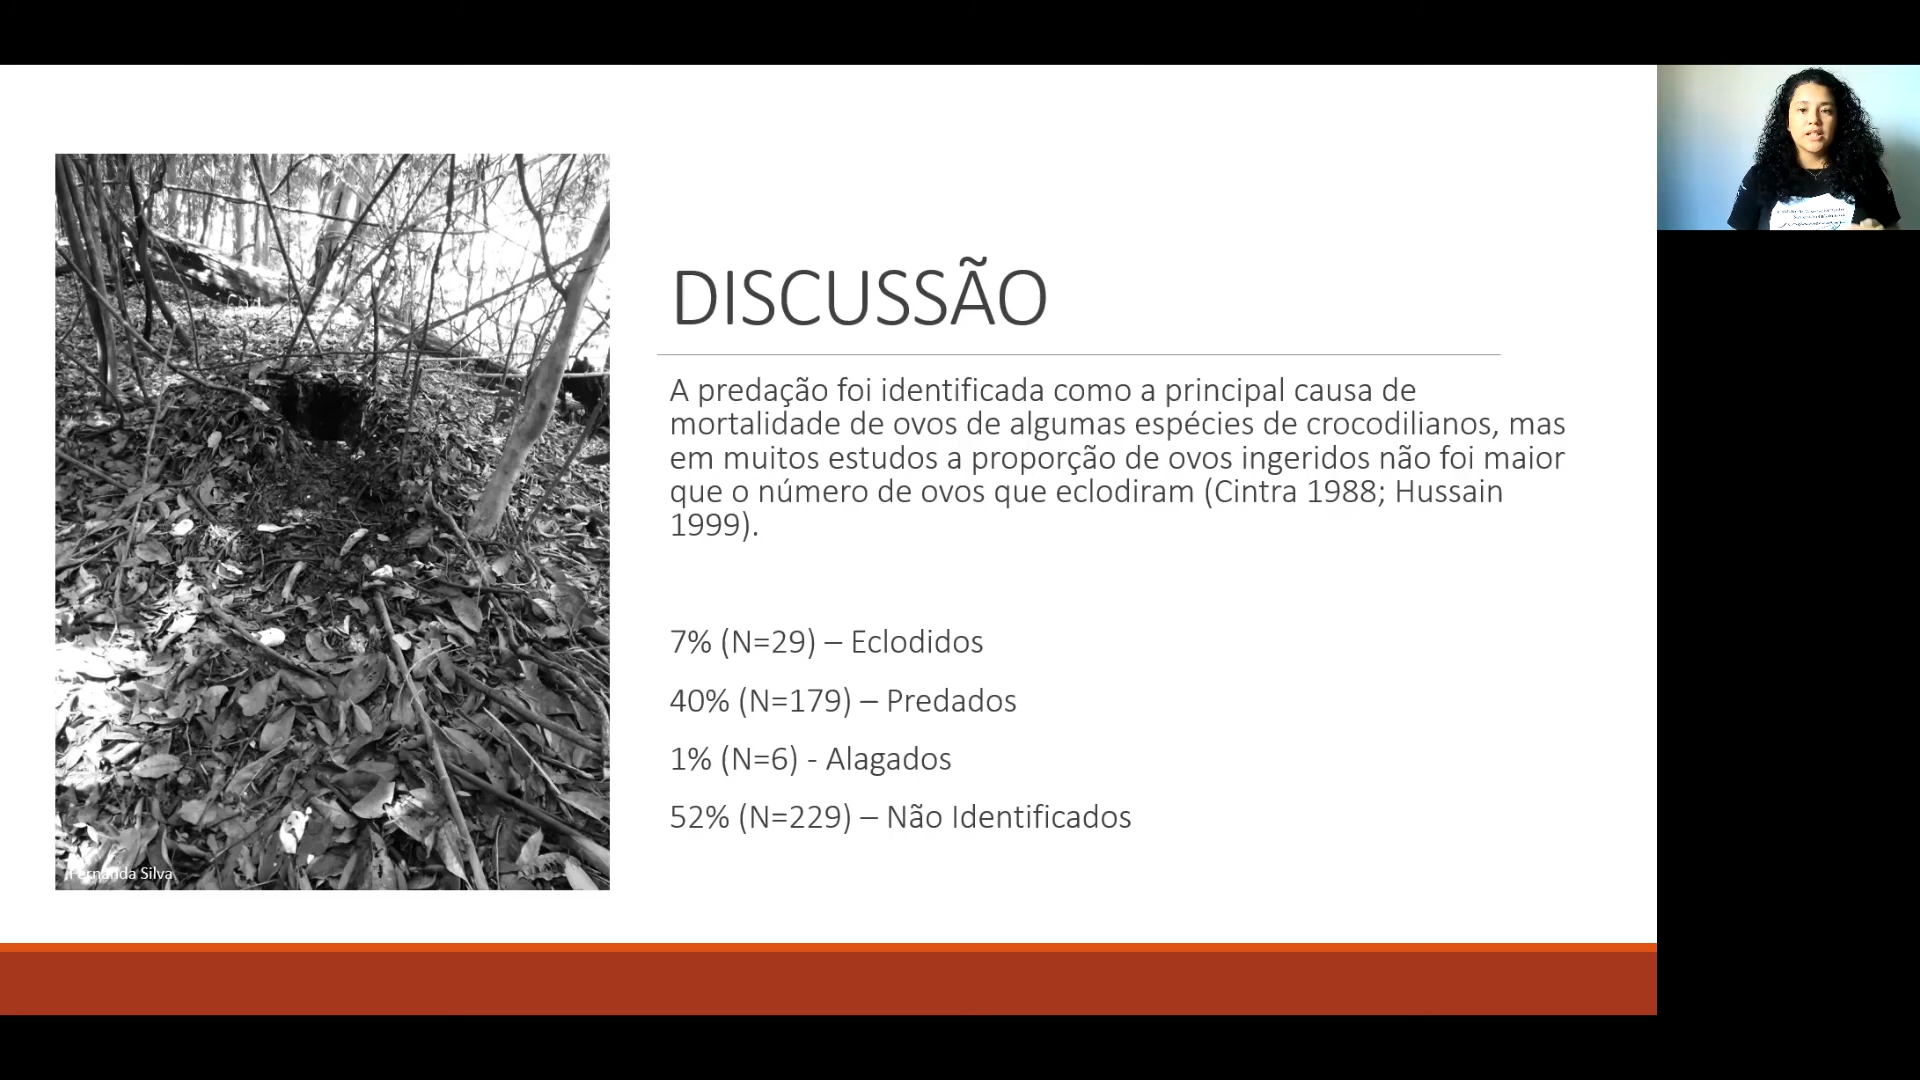 DISCUSSÃO
A predação foi identificada como a principal causa de
mortalidade de ovos de algumas espécies de crocodilianos, mas
em muitos estudos a proporção de ovos ingeridos não foi maior
que o número de ovos que eclodiram (Cintra 1988; Hussain
1999).
7% (N=29) – Eclodidos
40% (N=179) – Predados
1% (N=6) - Alagados
52% (N=229) – Não Identificados
Fernanda Silva